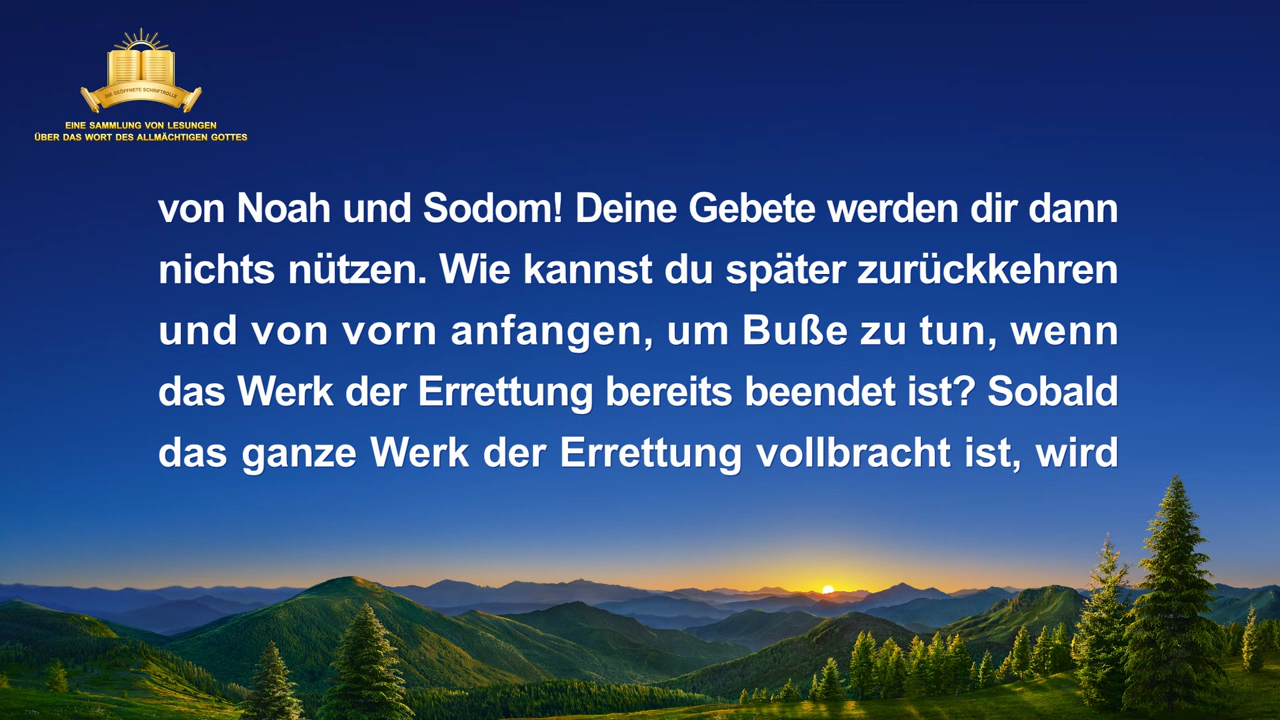 DIE GEÖFFNETE SCHRIFTROLLE
EINE SAMMLUNG VON LESUNGEN
ÜBER DAS WORT DES ALLMÄCHTIGEN GOTTES
von Noah und Sodom! Deine Gebete werden dir dann
nichts nützen. Wie kannst du später zurückkehren
und von vorn anfangen, um Buße zu tun, wenn
das Werk der Errettung bereits beendet ist? Sobald
das ganze Werk der Errettung vollbracht ist, wird